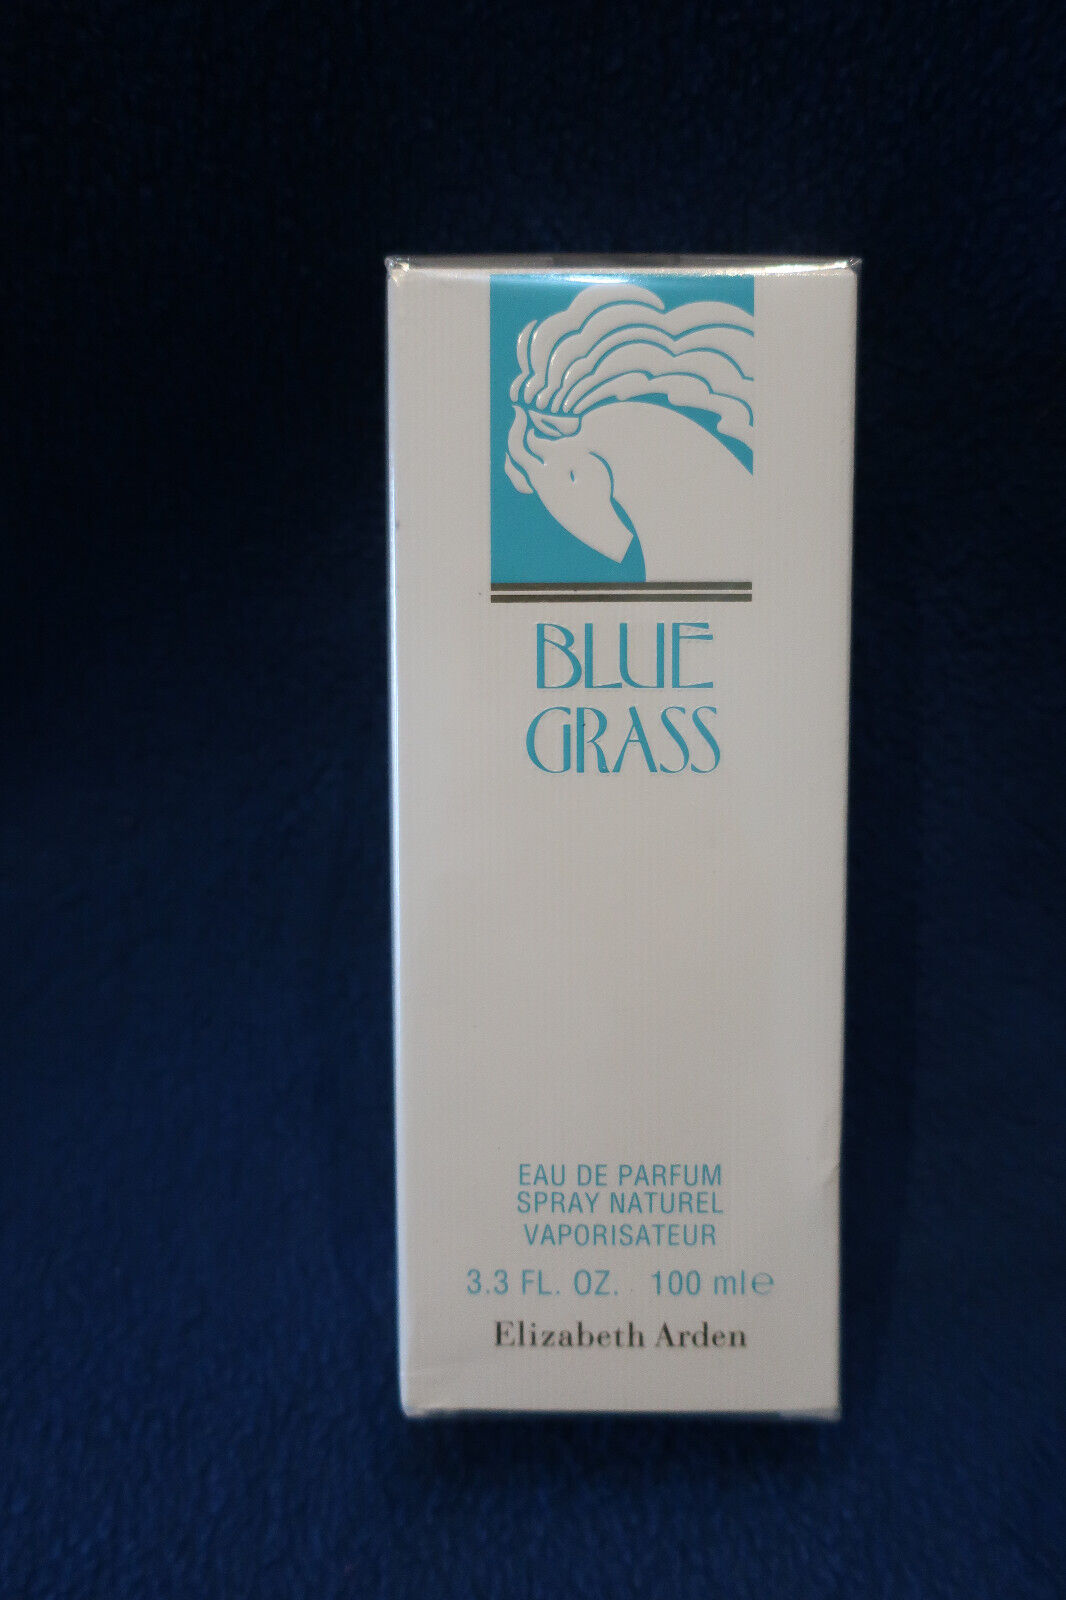 BLUE
GRASS
EAU DE PARFUM
SPRAY NATUREL
VAPORISATEUR
3.3 FL. OZ. 100 ml℮
Elizabeth Arden